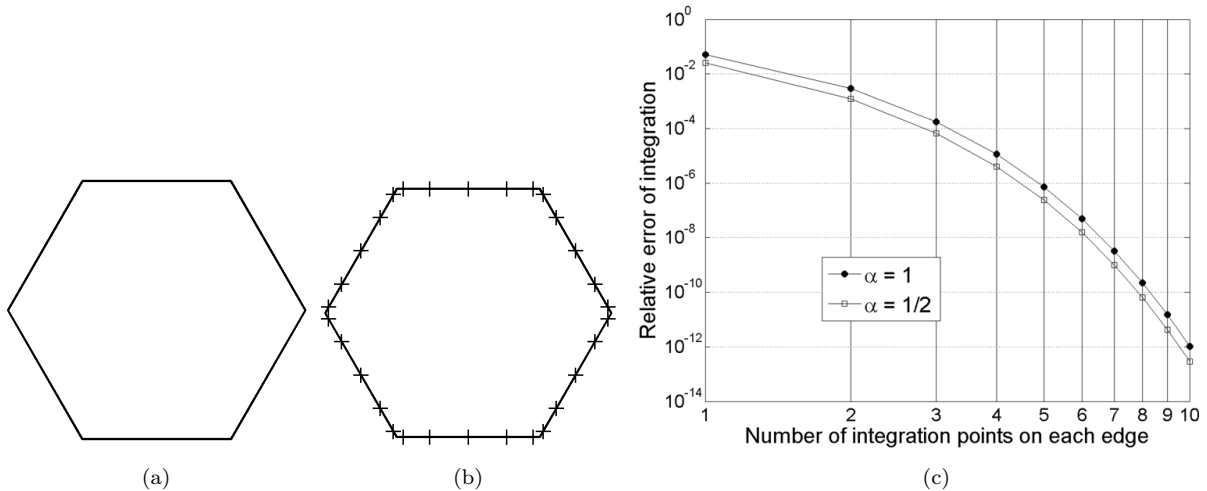 10^0
10^-2
10^-4
10^-6
10^-8
10^-10
10^-12
10^-14
Relative error of integration
α = 1
α = 1/2
1 2 3 4 5 6 7 8 9 10
Number of integration points on each edge
(a) (b) (c)